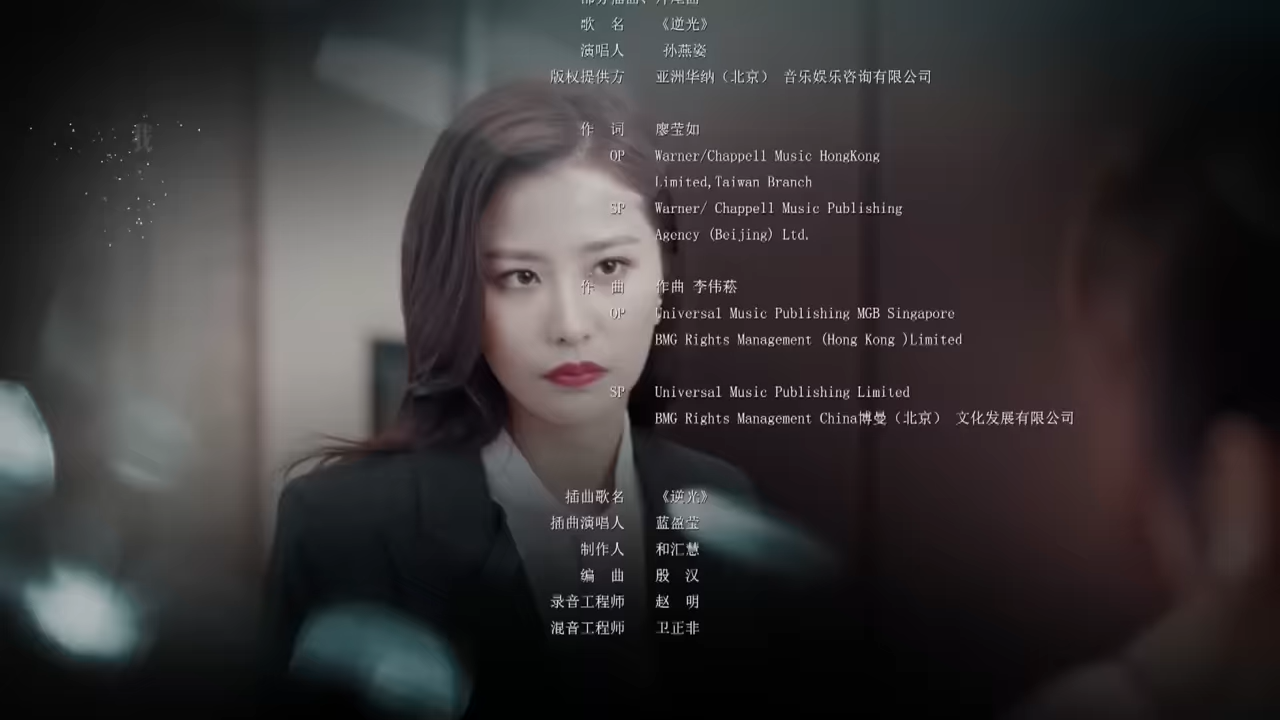 歌 名 《逆光》
演唱人 孙燕姿
版权提供方 亚洲华纳（北京） 音乐娱乐咨询有限公司
作 词 廖莹如
OP Warner/Chappell Music HongKong
Limited,Taiwan Branch
SP Warner/ Chappell Music Publishing
Agency (Beijing) Ltd.
作 曲 作曲 李伟菘
OP Universal Music Publishing MGB Singapore
BMG Rights Management (Hong Kong )Limited
SP Universal Music Publishing Limited
BMG Rights Management China博曼（北京） 文化发展有限公司
插曲歌名 《逆光》
插曲演唱人 蓝盈莹
制作人 和汇慧
编 曲 殷 汉
录音工程师 赵 明
混音工程师 卫正非
我